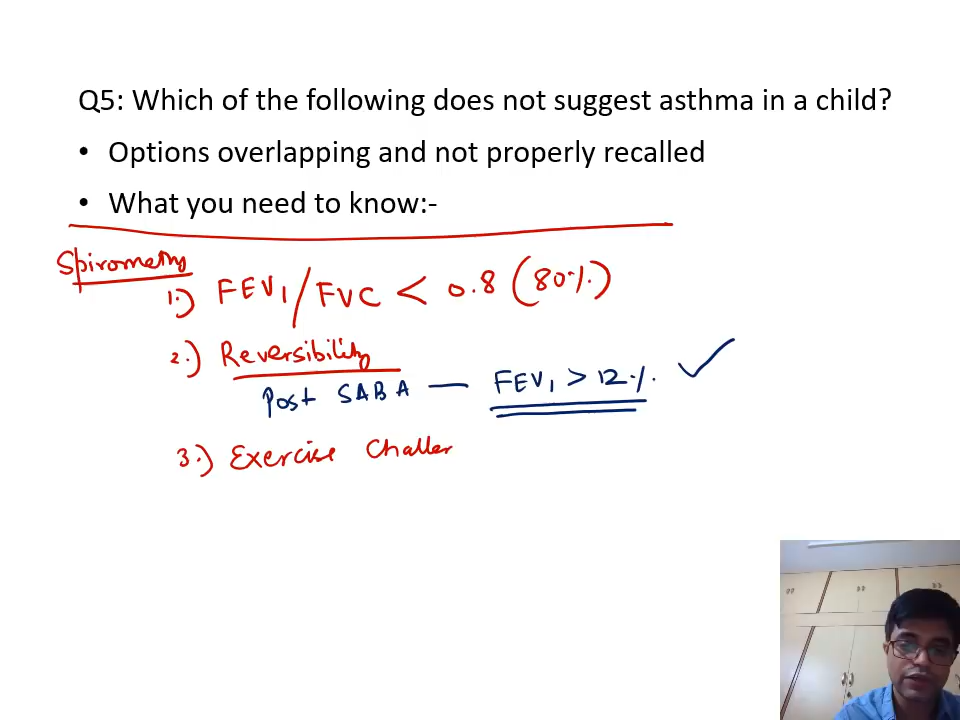 Q5: Which of the following does not suggest asthma in a child?
• Options overlapping and not properly recalled
• What you need to know:-
Spirometry
1.) FEV1/FVC < 0.8 (80%)
2.) Reversibility
Post SABA — FEV1 > 12%. ✓
3.) Exercise Challen